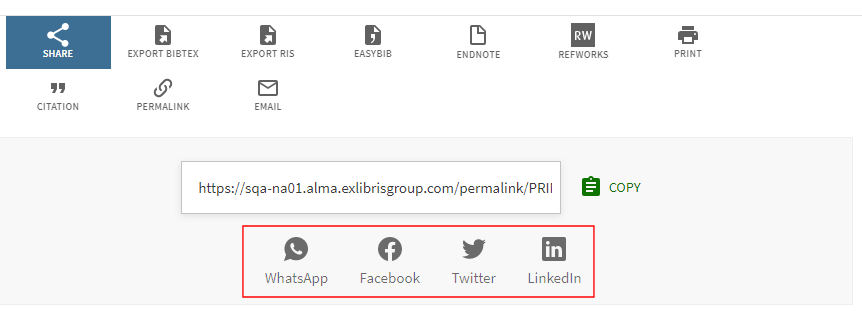 SHARE EXPORT BIBTEX EXPORT RIS EASYBIB ENDNOTE RW REFWORKS PRINT
CITATION PERMALINK EMAIL
https://sqa-na01.alma.exlibrisgroup.com/permalink/PRII COPY
WhatsApp Facebook Twitter LinkedIn